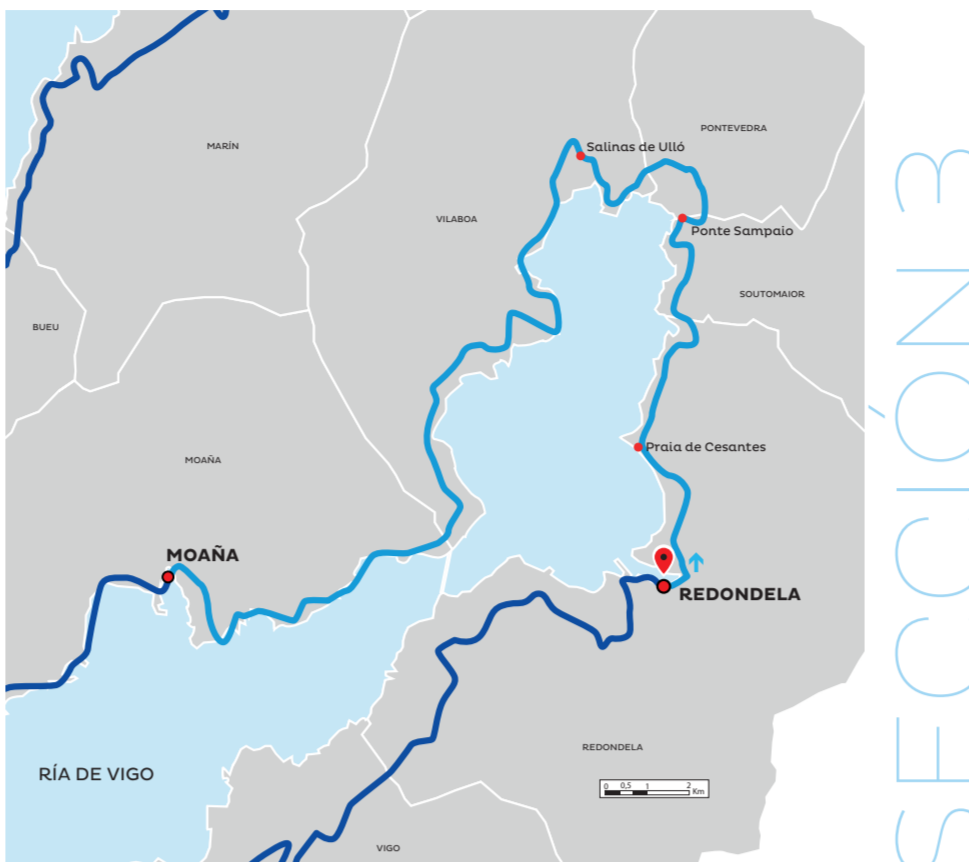 MARÍN
PONTEVEDRA
Salinas de Ulló
VILABOA
Ponte Sampaio
SOUTOMAIOR
BUEU
Praia de Cesantes
MOAÑA
MOAÑA
REDONDELA
REDONDELA
RÍA DE VIGO
0 0,5 1 2 Km
VIGO
SECCIÓN 3